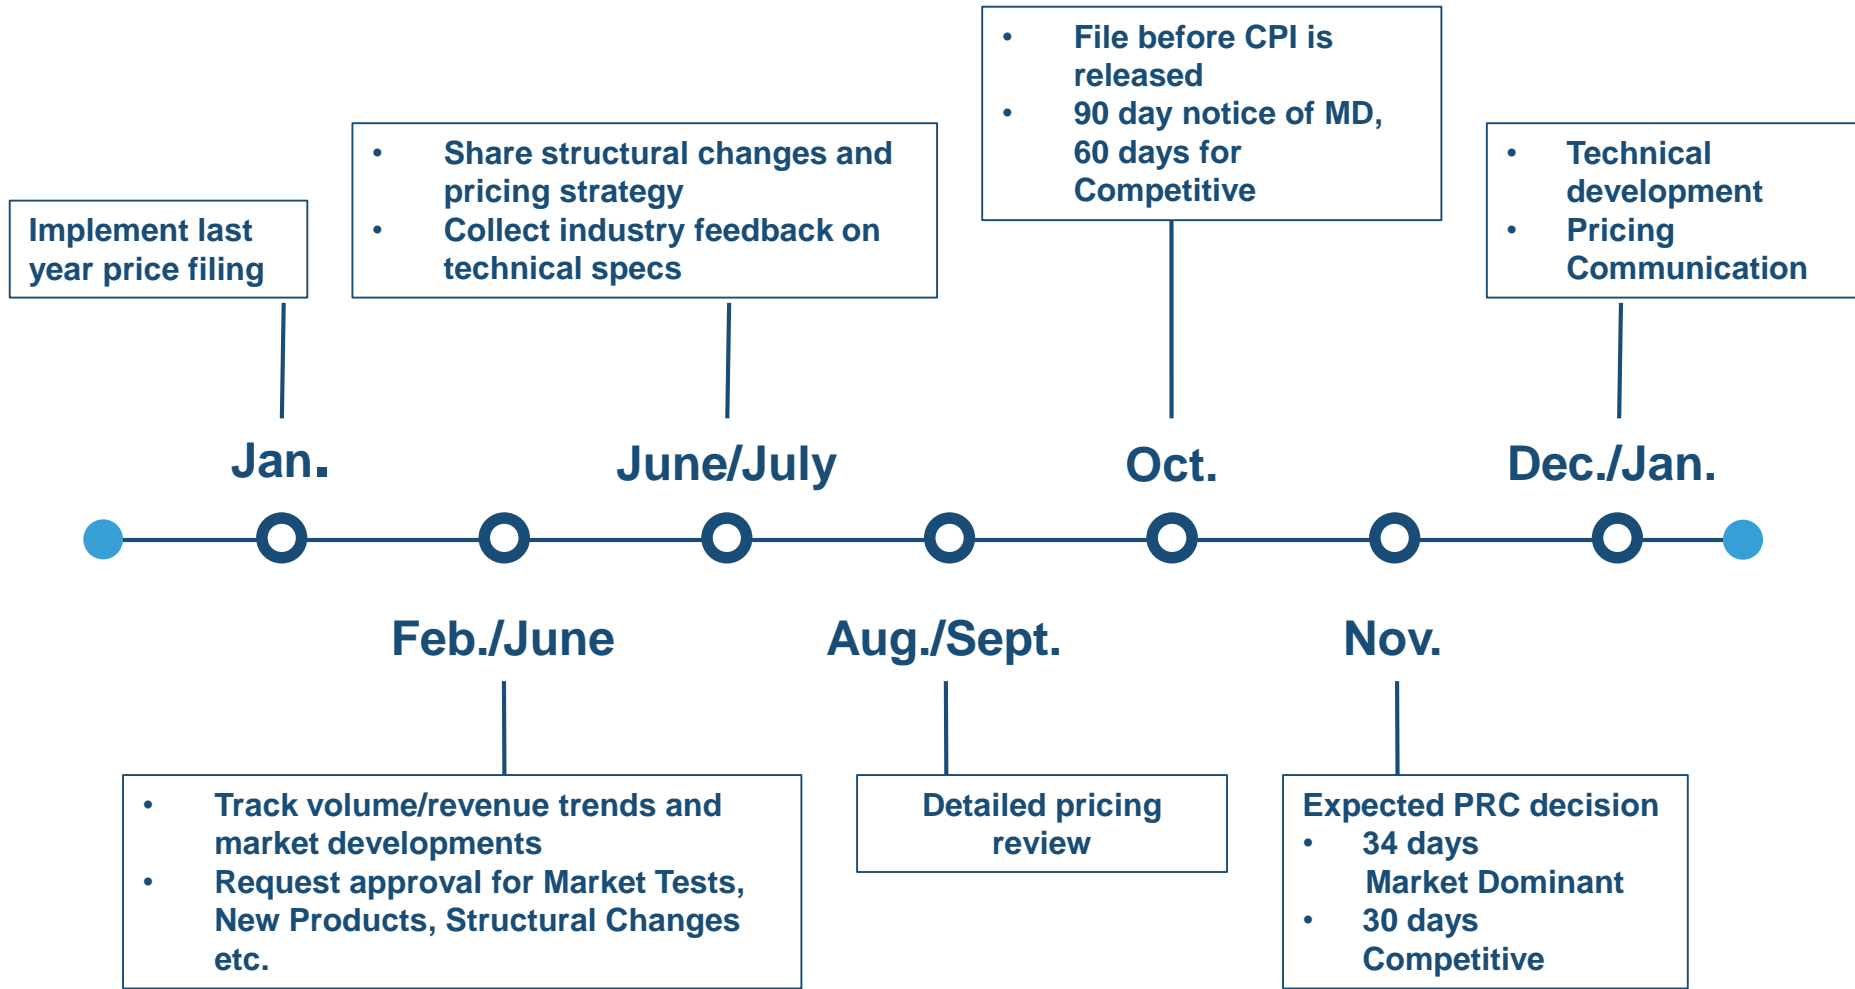 Implement last
year price filing
• Share structural changes and
pricing strategy
• Collect industry feedback on
technical specs
• File before CPI is
released
• 90 day notice of MD,
60 days for
Competitive
• Technical
development
• Pricing
Communication
Jan.
June/July
Oct.
Dec./Jan.
Feb./June
Aug./Sept.
Nov.
• Track volume/revenue trends and
market developments
• Request approval for Market Tests,
New Products, Structural Changes
etc.
Detailed pricing
review
Expected PRC decision
• 34 days
Market Dominant
• 30 days
Competitive